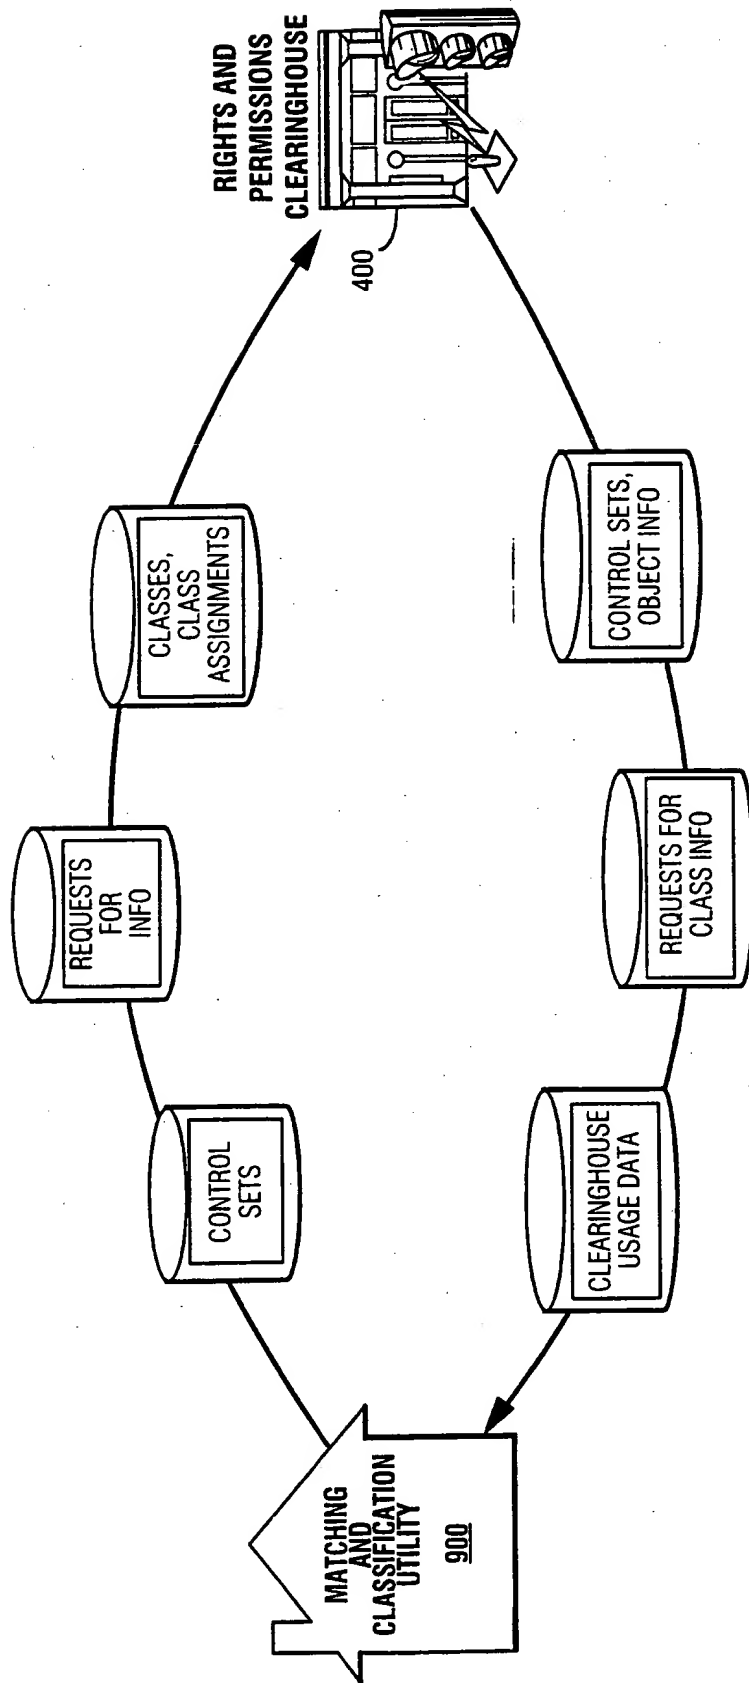 RIGHTS AND
PERMISSIONS
CLEARINGHOUSE
400
CLASSES,
CLASS
ASSIGNMENTS
REQUESTS
FOR
INFO
CONTROL
SETS
MATCHING
AND
CLASSIFICATION
UTILITY
900
CLEARINGHOUSE
USAGE DATA
REQUESTS FOR
CLASS INFO
CONTROL SETS,
OBJECT INFO